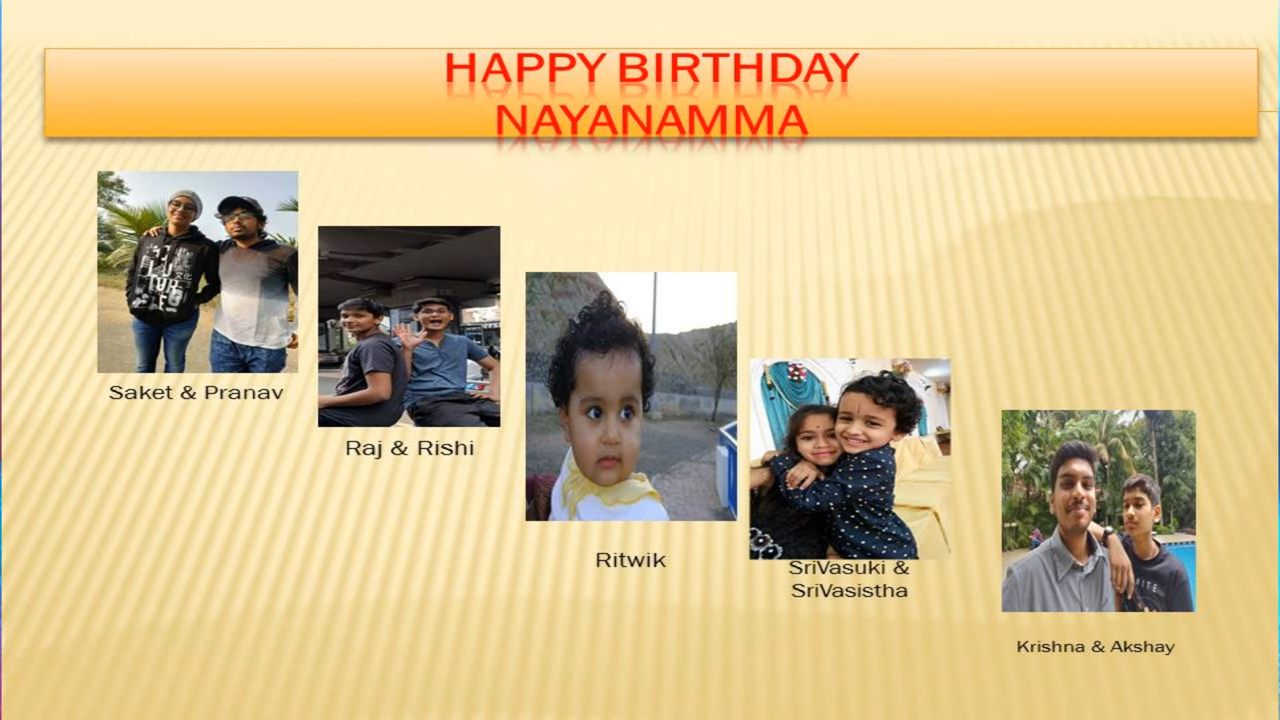 HAPPY BIRTHDAY
NAYANAMMA
Saket & Pranav
Raj & Rishi
Ritwik
SriVasuki &
SriVasistha
Krishna & Akshay